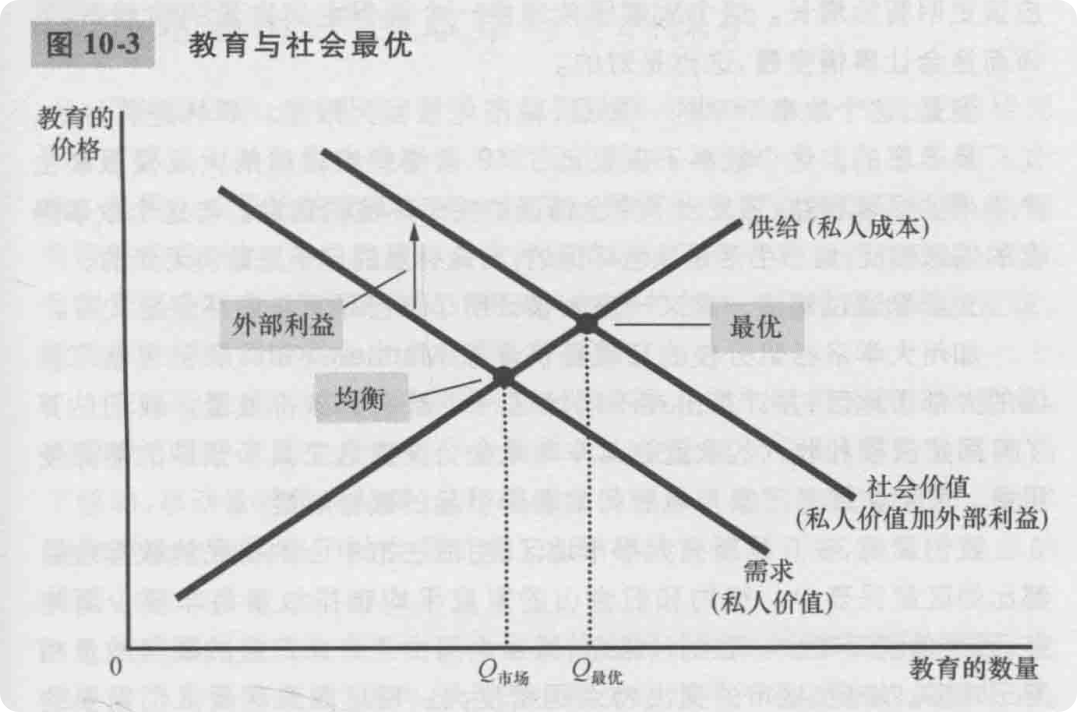 图 10-3 教育与社会最优
教育的
价格
供给 (私人成本)
外部利益
最优
均衡
社会价值
(私人价值加外部利益)
需求
(私人价值)
0
Q市场
Q最优
教育的数量